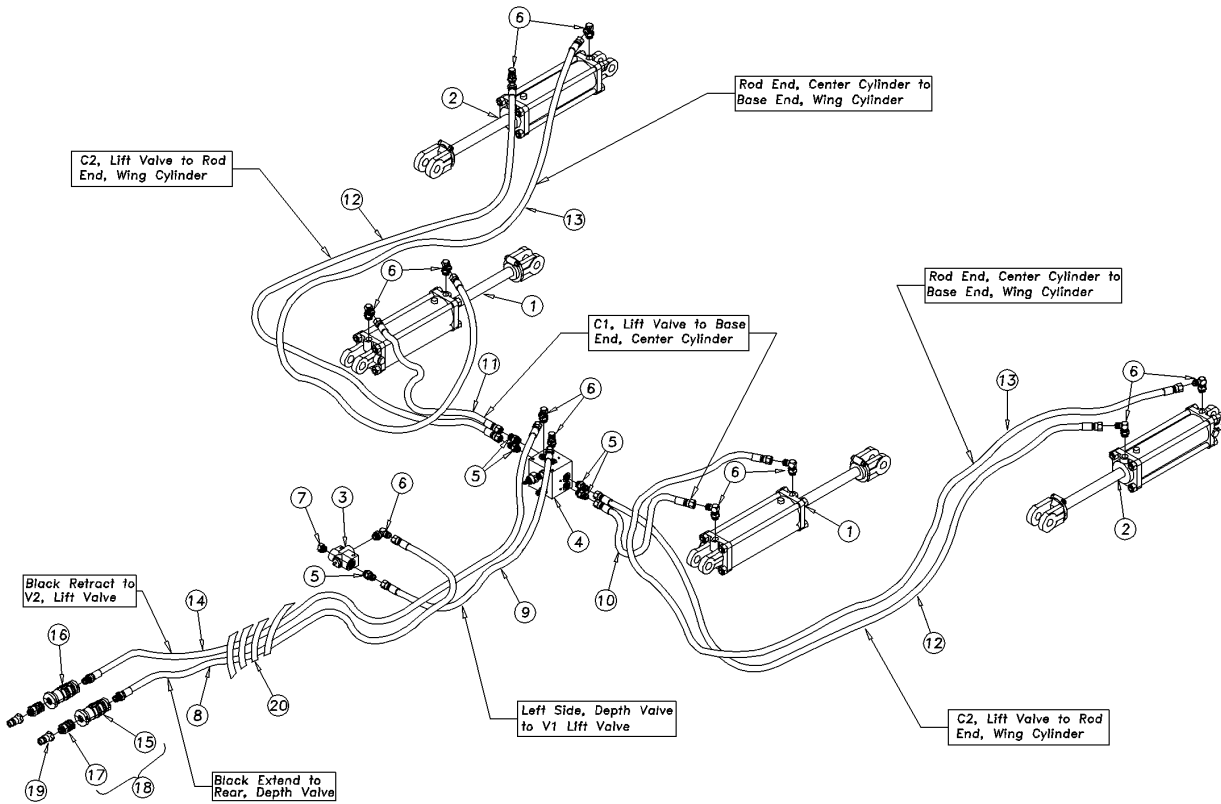 6
2
Rod End, Center Cylinder to
Base End, Wing Cylinder
C2, Lift Valve to Rod
End, Wing Cylinder
12
13
6
1
Rod End, Center Cylinder to
Base End, Wing Cylinder
C1, Lift Valve to Base
End, Center Cylinder
11
6
13
6
5
5
6
7
3
6
4
1
2
5
9
10
12
Black Retract to
V2, Lift Valve
14
16
20
8
Left Side, Depth Valve
to V1 Lift Valve
C2, Lift Valve to Rod
End, Wing Cylinder
15
17
18
19
Black Extend to
Rear, Depth Valve